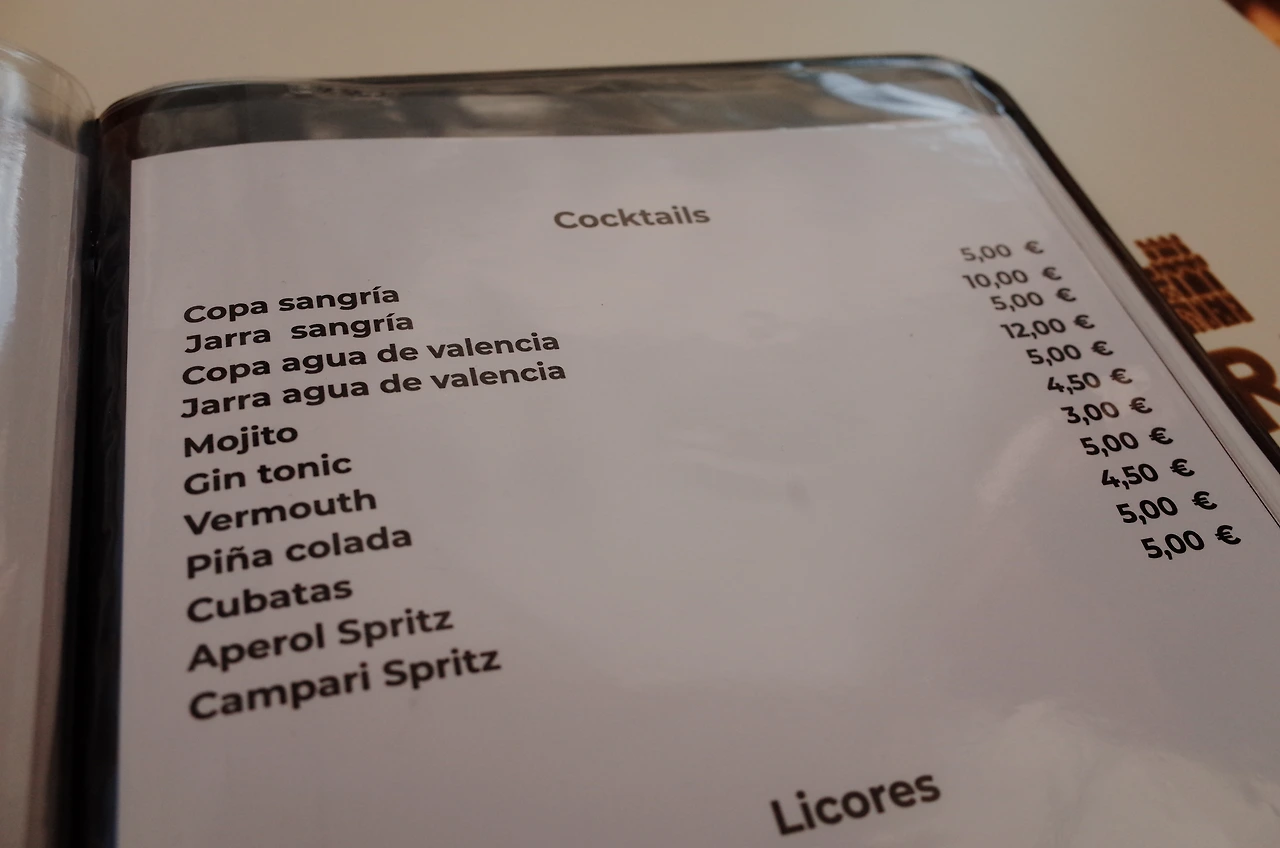 Cocktails
Copa sangría 5,00 €
Jarra sangría 10,00 €
Copa agua de valencia 5,00 €
Jarra agua de valencia 12,00 €
Mojito 5,00 €
Gin tonic 4,50 €
Vermouth 3,00 €
Piña colada 5,00 €
Cubatas 4,50 €
Aperol Spritz 5,00 €
Campari Spritz 5,00 €
Licores
R